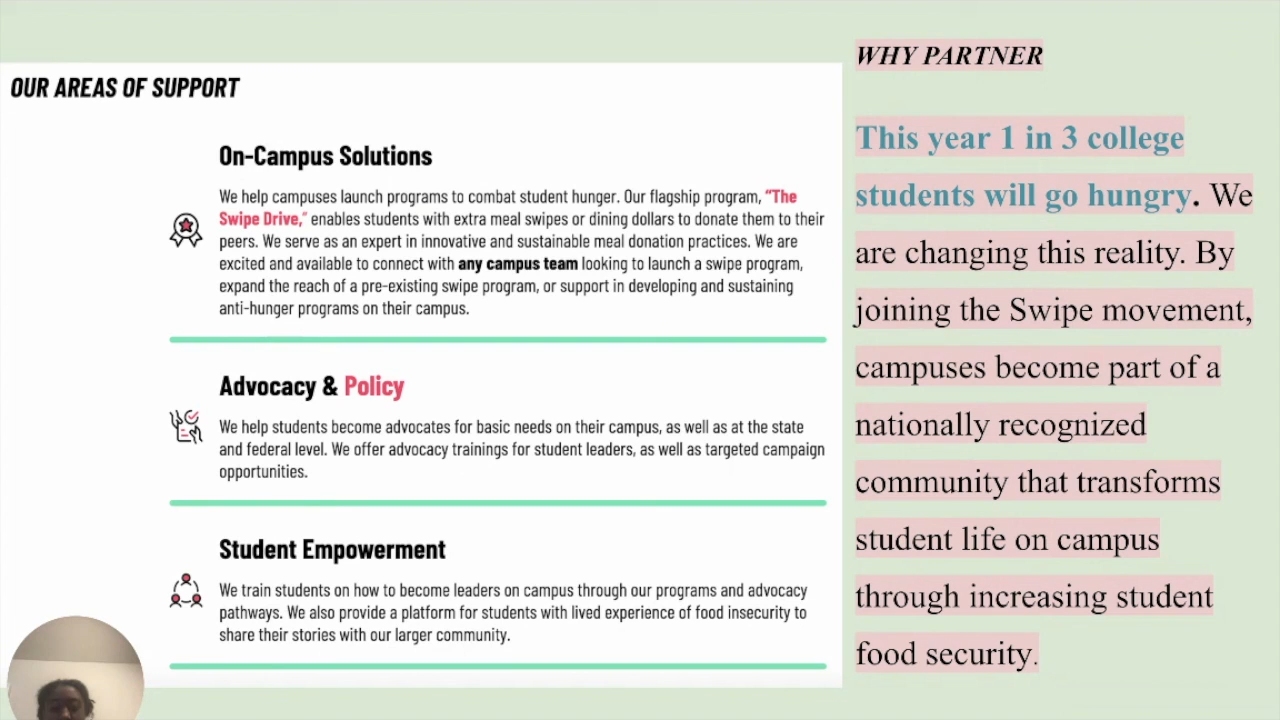 OUR AREAS OF SUPPORT
On-Campus Solutions
We help campuses launch programs to combat student hunger. Our flagship program, “The
Swipe Drive,” enables students with extra meal swipes or dining dollars to donate them to their
peers. We serve as an expert in innovative and sustainable meal donation practices. We are
excited and available to connect with any campus team looking to launch a swipe program,
expand the reach of a pre-existing swipe program, or support in developing and sustaining
anti-hunger programs on their campus.
Advocacy & Policy
We help students become advocates for basic needs on their campus, as well as at the state
and federal level. We offer advocacy trainings for student leaders, as well as targeted campaign
opportunities.
Student Empowerment
We train students on how to become leaders on campus through our programs and advocacy
pathways. We also provide a platform for students with lived experience of food insecurity to
share their stories with our larger community.
WHY PARTNER
This year 1 in 3 college
students will go hungry. We
are changing this reality. By
joining the Swipe movement,
campuses become part of a
nationally recognized
community that transforms
student life on campus
through increasing student
food security.